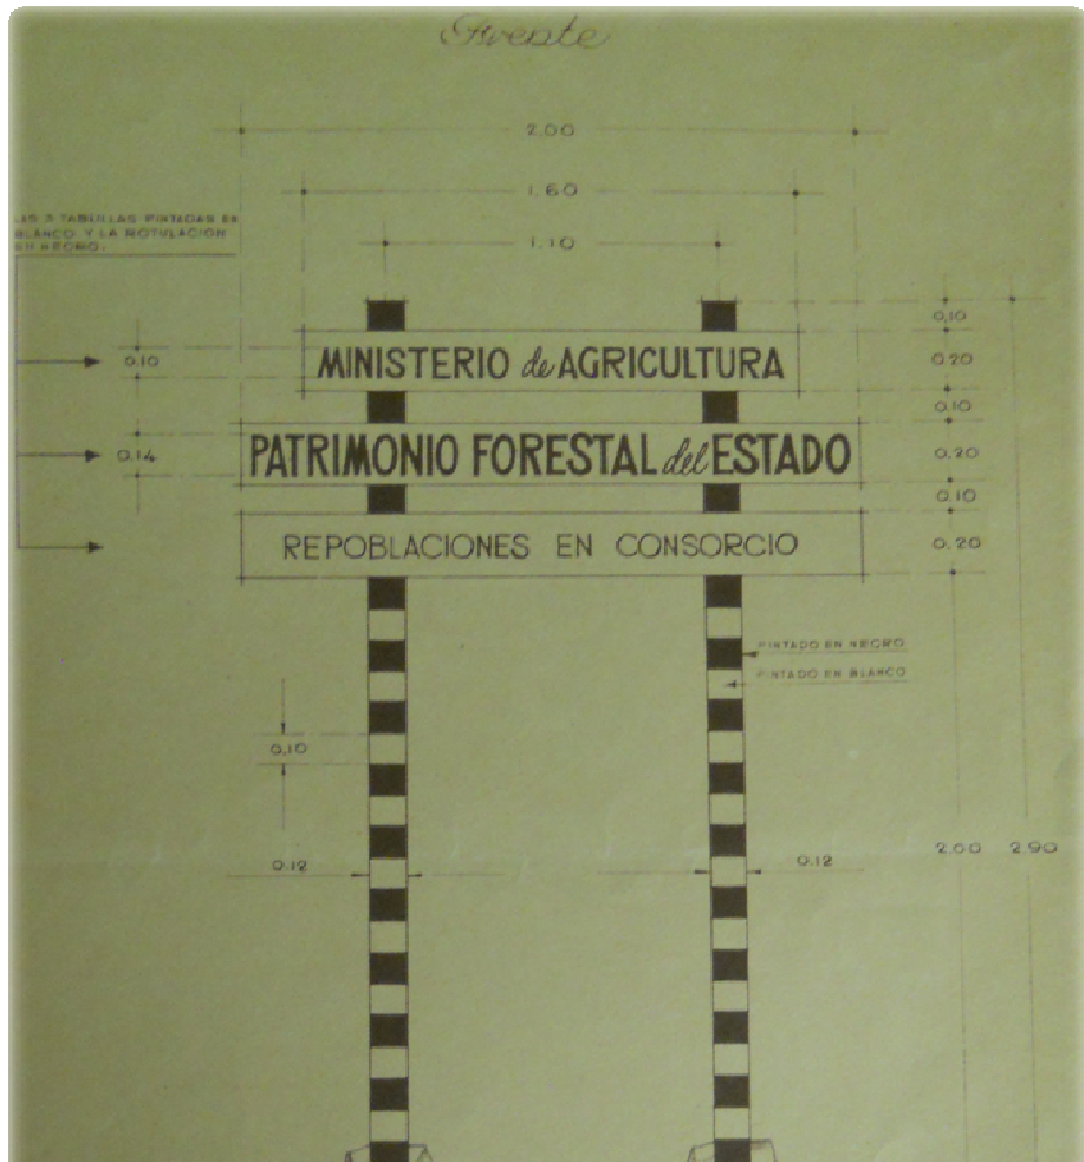 Frente
2.00
1.60
LAS 3 TABLILLAS PINTADAS EN
BLANCO Y LA ROTULACION
EN NEGRO.
1.10
0,10
MINISTERIO de AGRICULTURA
0.10
0.20
0.10
PATRIMONIO FORESTAL del ESTADO
0.14
0.20
0.10
REPOBLACIONES EN CONSORCIO
0.20
PINTADO EN NEGRO
PINTADO EN BLANCO
0,10
2.00
2.90
0.12
0.12